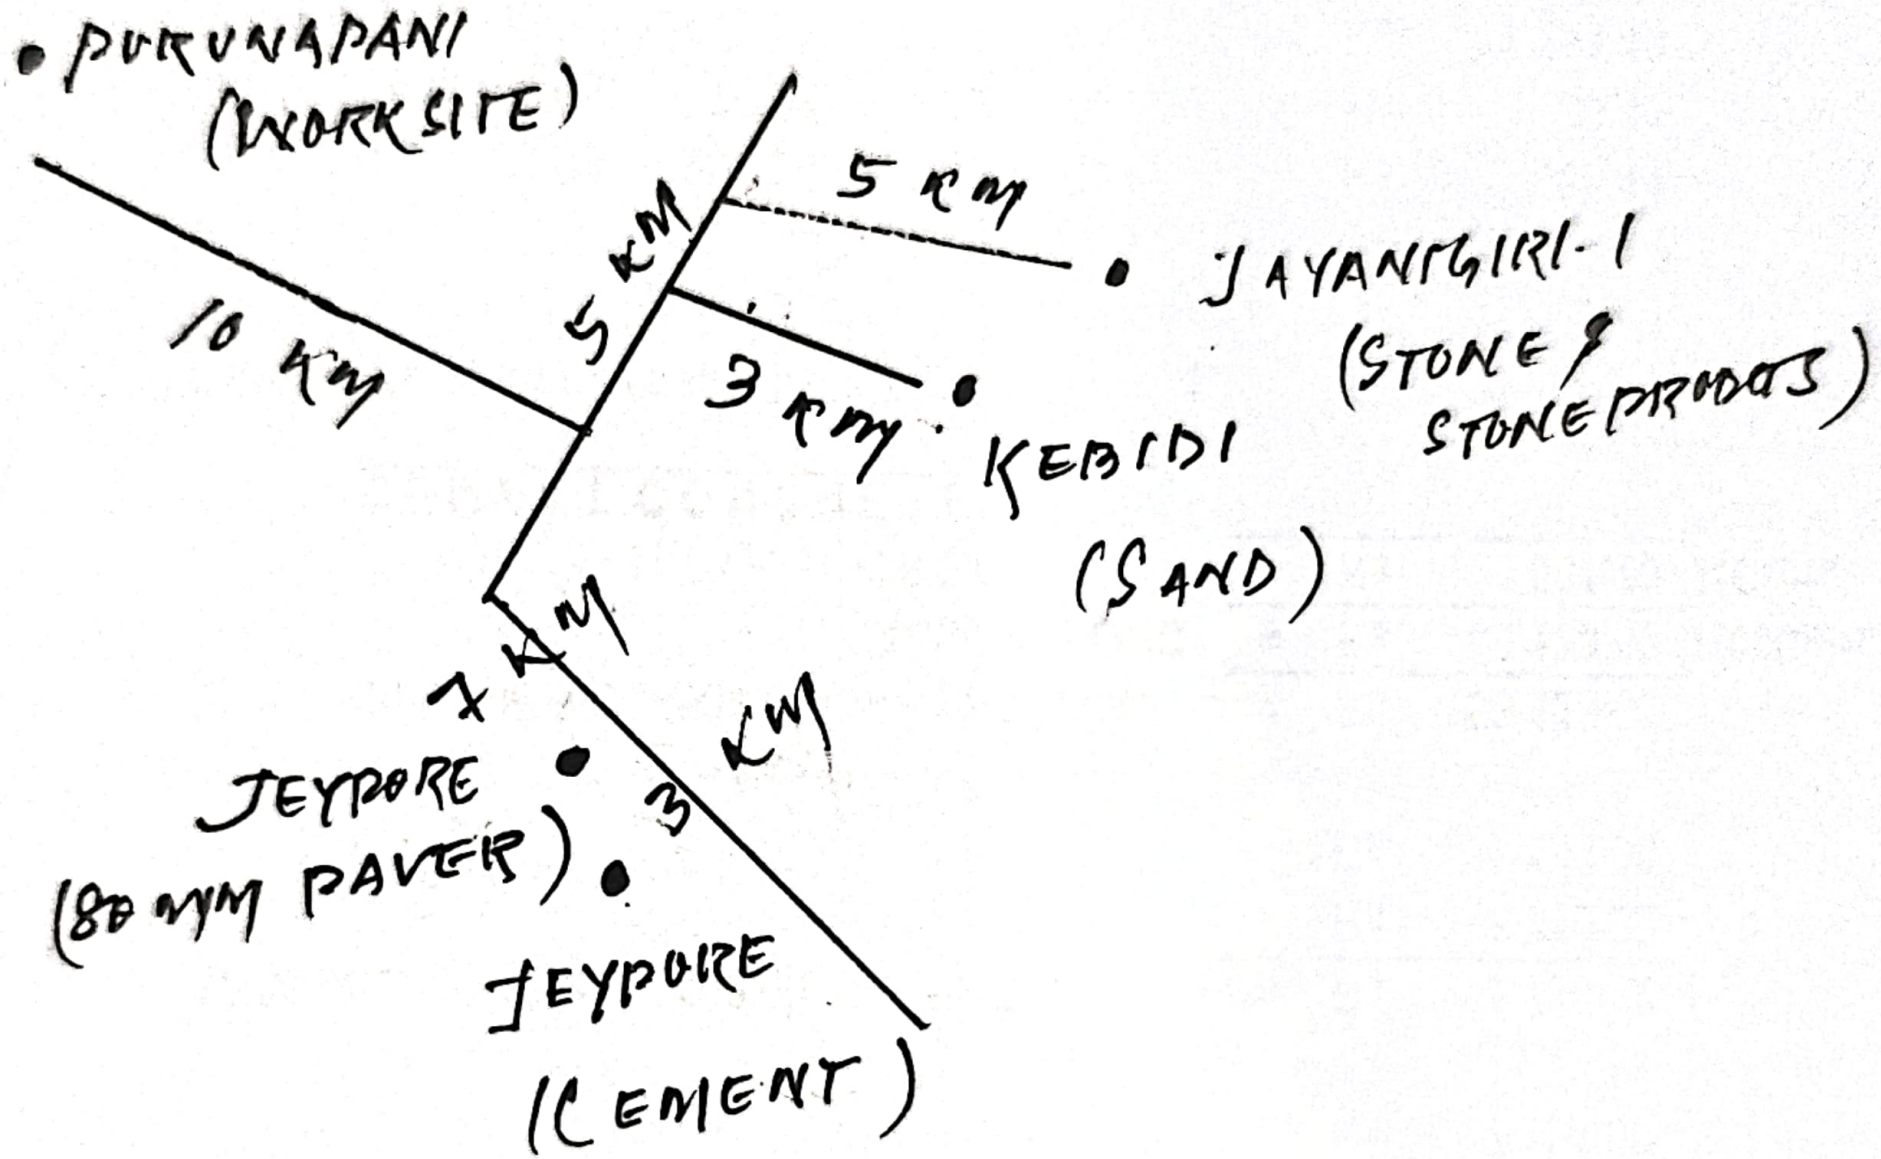 PURUNAPANI
(WORKSITE)
5 KM
5 KM
JAYANTGIRI-1
(STONE &
STONE PRODUCTS)
10 KM
3 KM
KEBIDI
(SAND)
7 KM
3 KM
JEYPORE
(80 MM PAVER)
JEYPORE
(CEMENT)